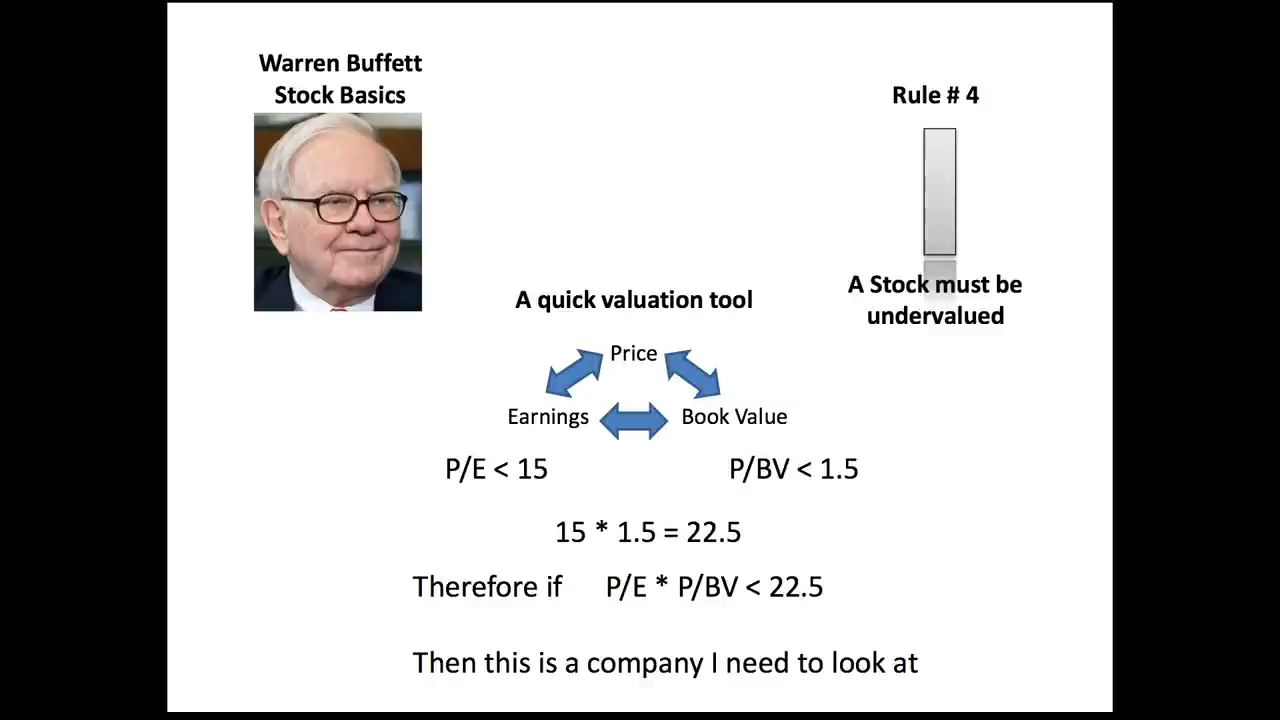 Warren Buffett
Stock Basics
Rule # 4
A Stock must be
undervalued
A quick valuation tool
Price
Earnings
Book Value
P/E < 15
P/BV < 1.5
15 * 1.5 = 22.5
Therefore if P/E * P/BV < 22.5
Then this is a company I need to look at